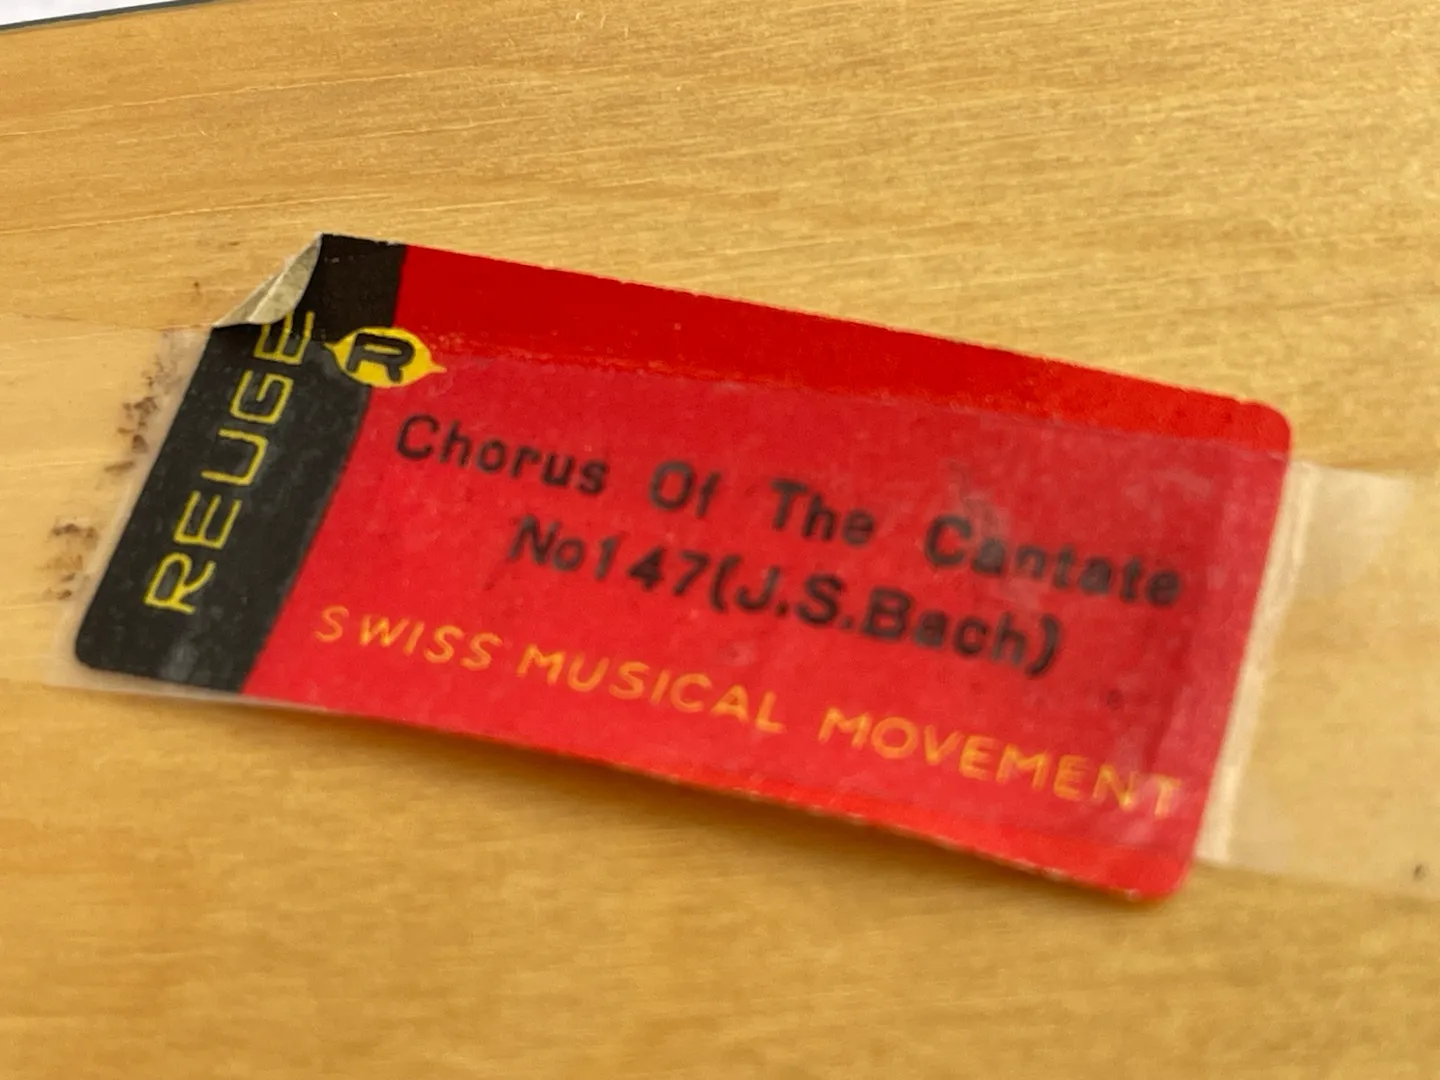 REUGE
R
Chorus Of The Cantate
No147(J.S.Bach)
SWISS MUSICAL MOVEMENT